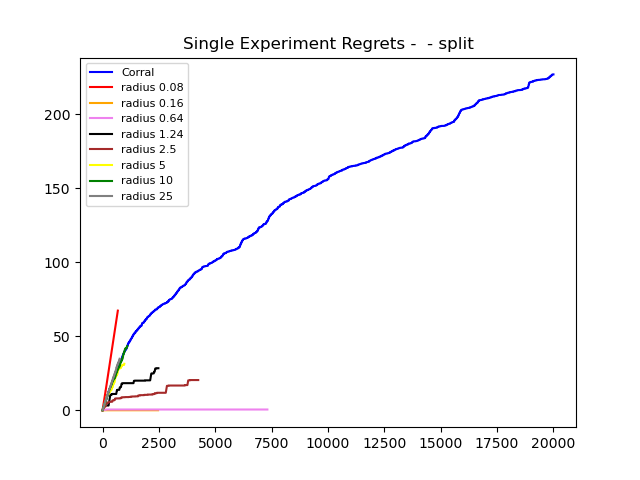 Single Experiment Regrets -  - split
Corral
radius 0.08
radius 0.16
radius 0.64
radius 1.24
radius 2.5
radius 5
radius 10
radius 25
200
150
100
50
0
0 2500 5000 7500 10000 12500 15000 17500 20000